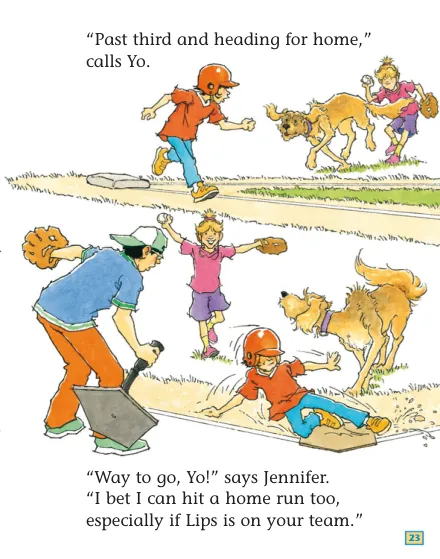 “Past third and heading for home,”
calls Yo.
“Way to go, Yo!” says Jennifer.
“I bet I can hit a home run too,
especially if Lips is on your team.”
23